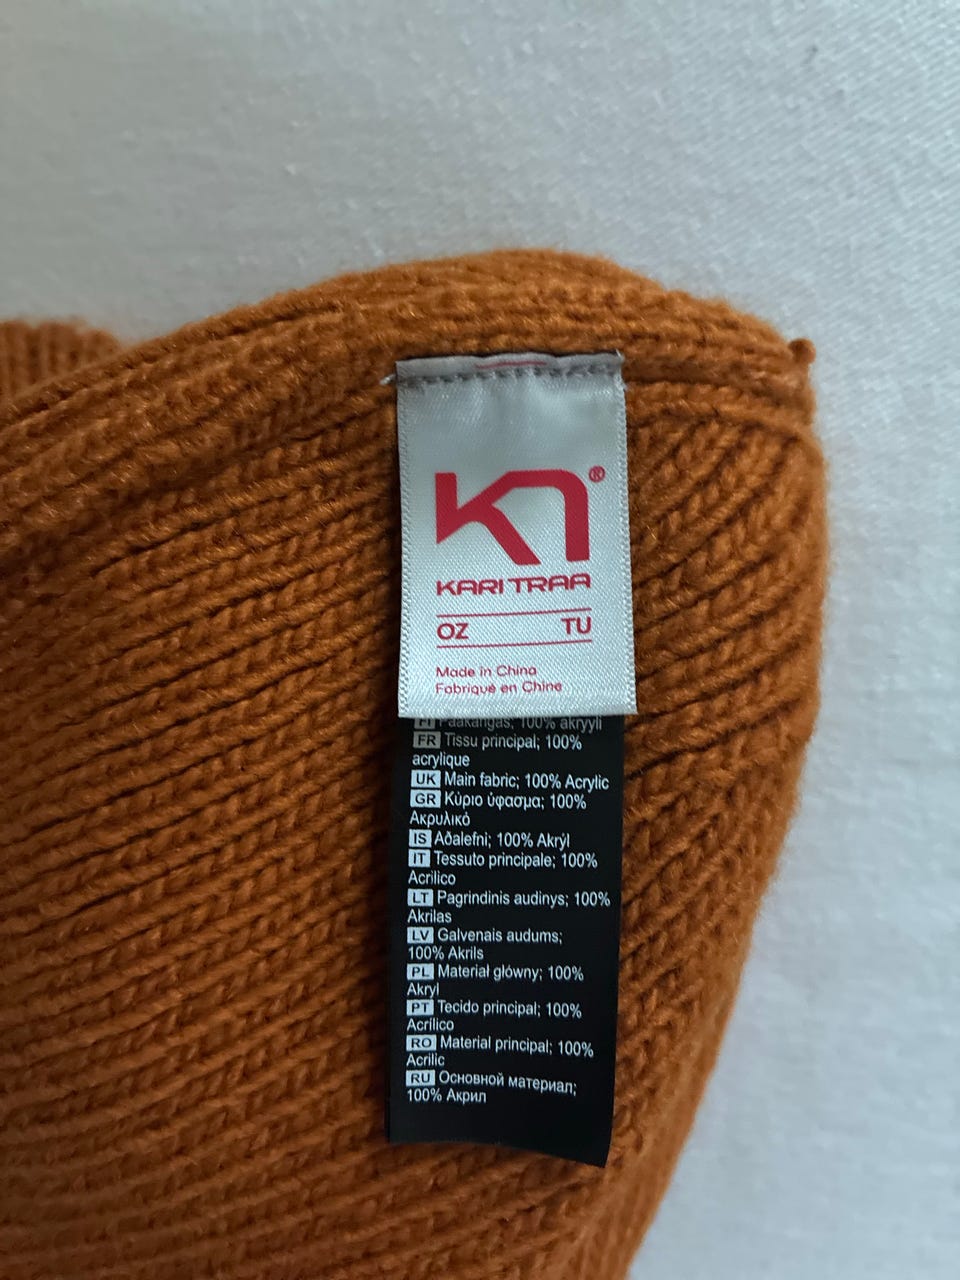 K1®
KARI TRAA
OZ TU
Made in China
Fabriqué en Chine
FI Pääkangas; 100% akryyli
FR Tissu principal; 100%
acrylique
UK Main fabric; 100% Acrylic
GR Κύριο ύφασμα; 100%
Ακρυλικό
IS Aðalefni; 100% Akrýl
IT Tessuto principale; 100%
Acrilico
LT Pagrindinis audinys; 100%
Akrilas
LV Galvenais audums;
100% Akrils
PL Materiał główny; 100%
Akryl
PT Tecido principal; 100%
Acrílico
RO Material principal; 100%
Acrilic
RU Основной материал;
100% Акрил